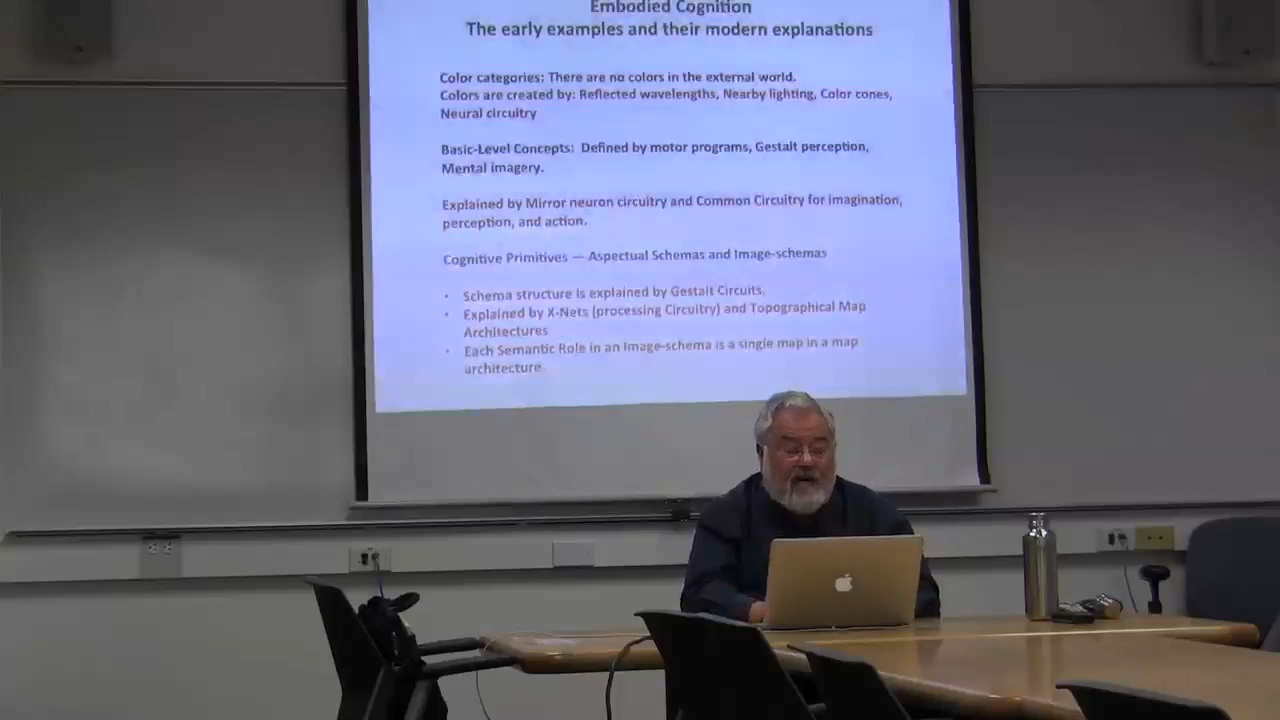 Embodied Cognition
The early examples and their modern explanations
Color categories: There are no colors in the external world.
Colors are created by: Reflected wavelengths, Nearby lighting, Color cones,
Neural circuitry
Basic-Level Concepts: Defined by motor programs, Gestalt perception,
Mental imagery.
Explained by Mirror neuron circuitry and Common Circuitry for imagination,
perception, and action.
Cognitive Primitives — Aspectual Schemas and Image-schemas
• Schema structure is explained by Gestalt Circuits.
• Explained by X-Nets (processing Circuitry) and Topographical Map
Architectures
• Each Semantic Role in an Image-schema is a single map in a map
architecture.